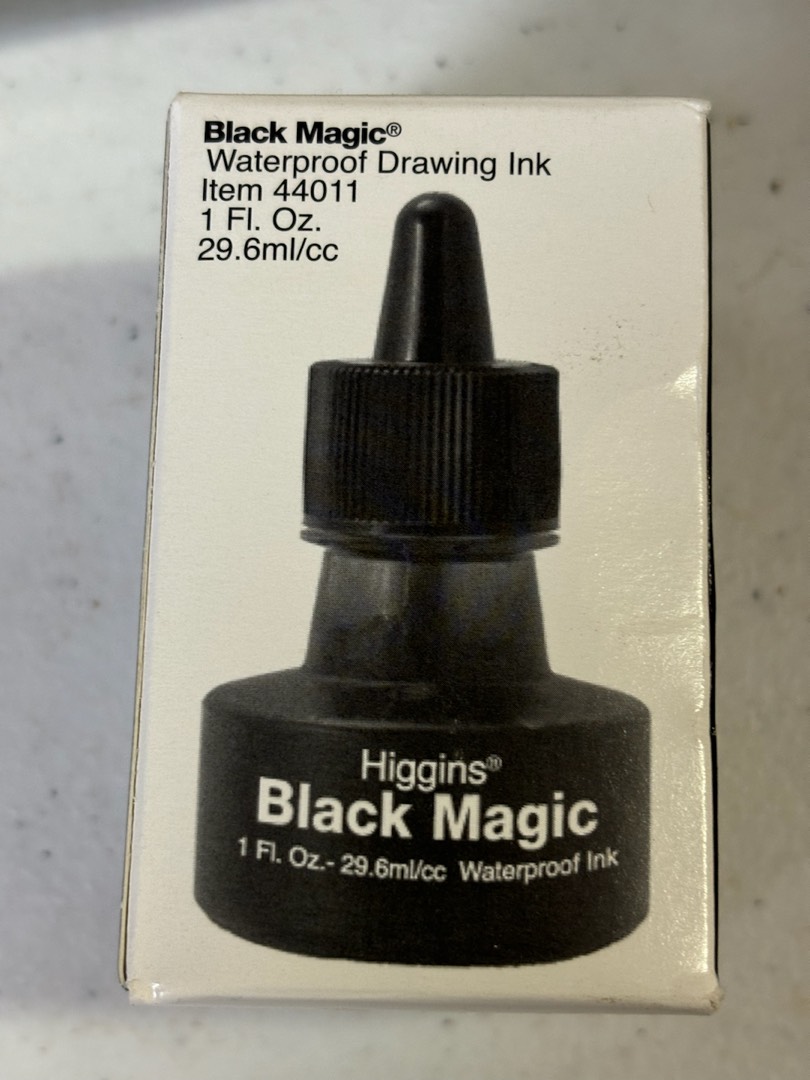 Black Magic®
Waterproof Drawing Ink
Item 44011
1 Fl. Oz.
29.6ml/cc
Higgins®
Black Magic
1 Fl. Oz.- 29.6ml/cc Waterproof Ink